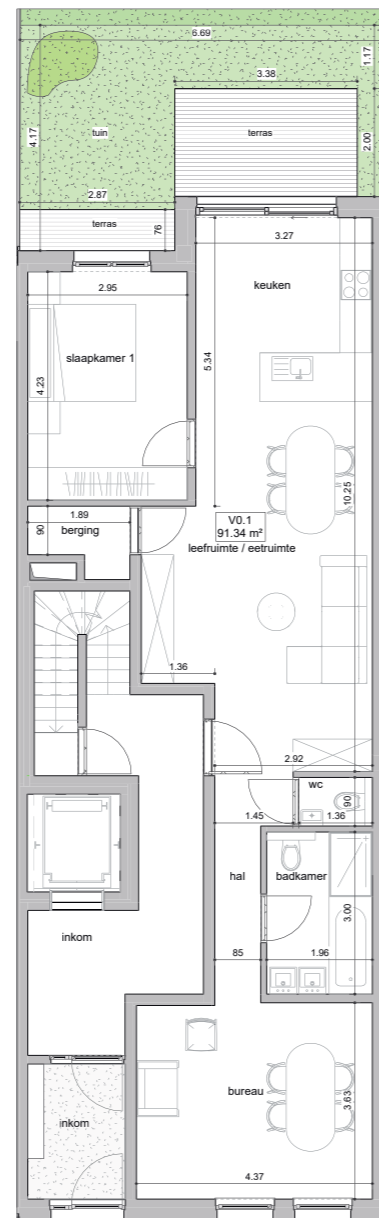 6.69
1.17
3.38
4.17
tuin
terras
2.00
2.87
terras
76
3.27
2.95
keuken
slaapkamer 1
5.34
4.23
10.25
1.89
90
berging
V0.1
91.34 m²
leefruimte / eetruimte
1.36
2.92
wc
90
1.45
1.36
hal
badkamer
3.00
inkom
85
1.96
bureau
3.63
inkom
4.37